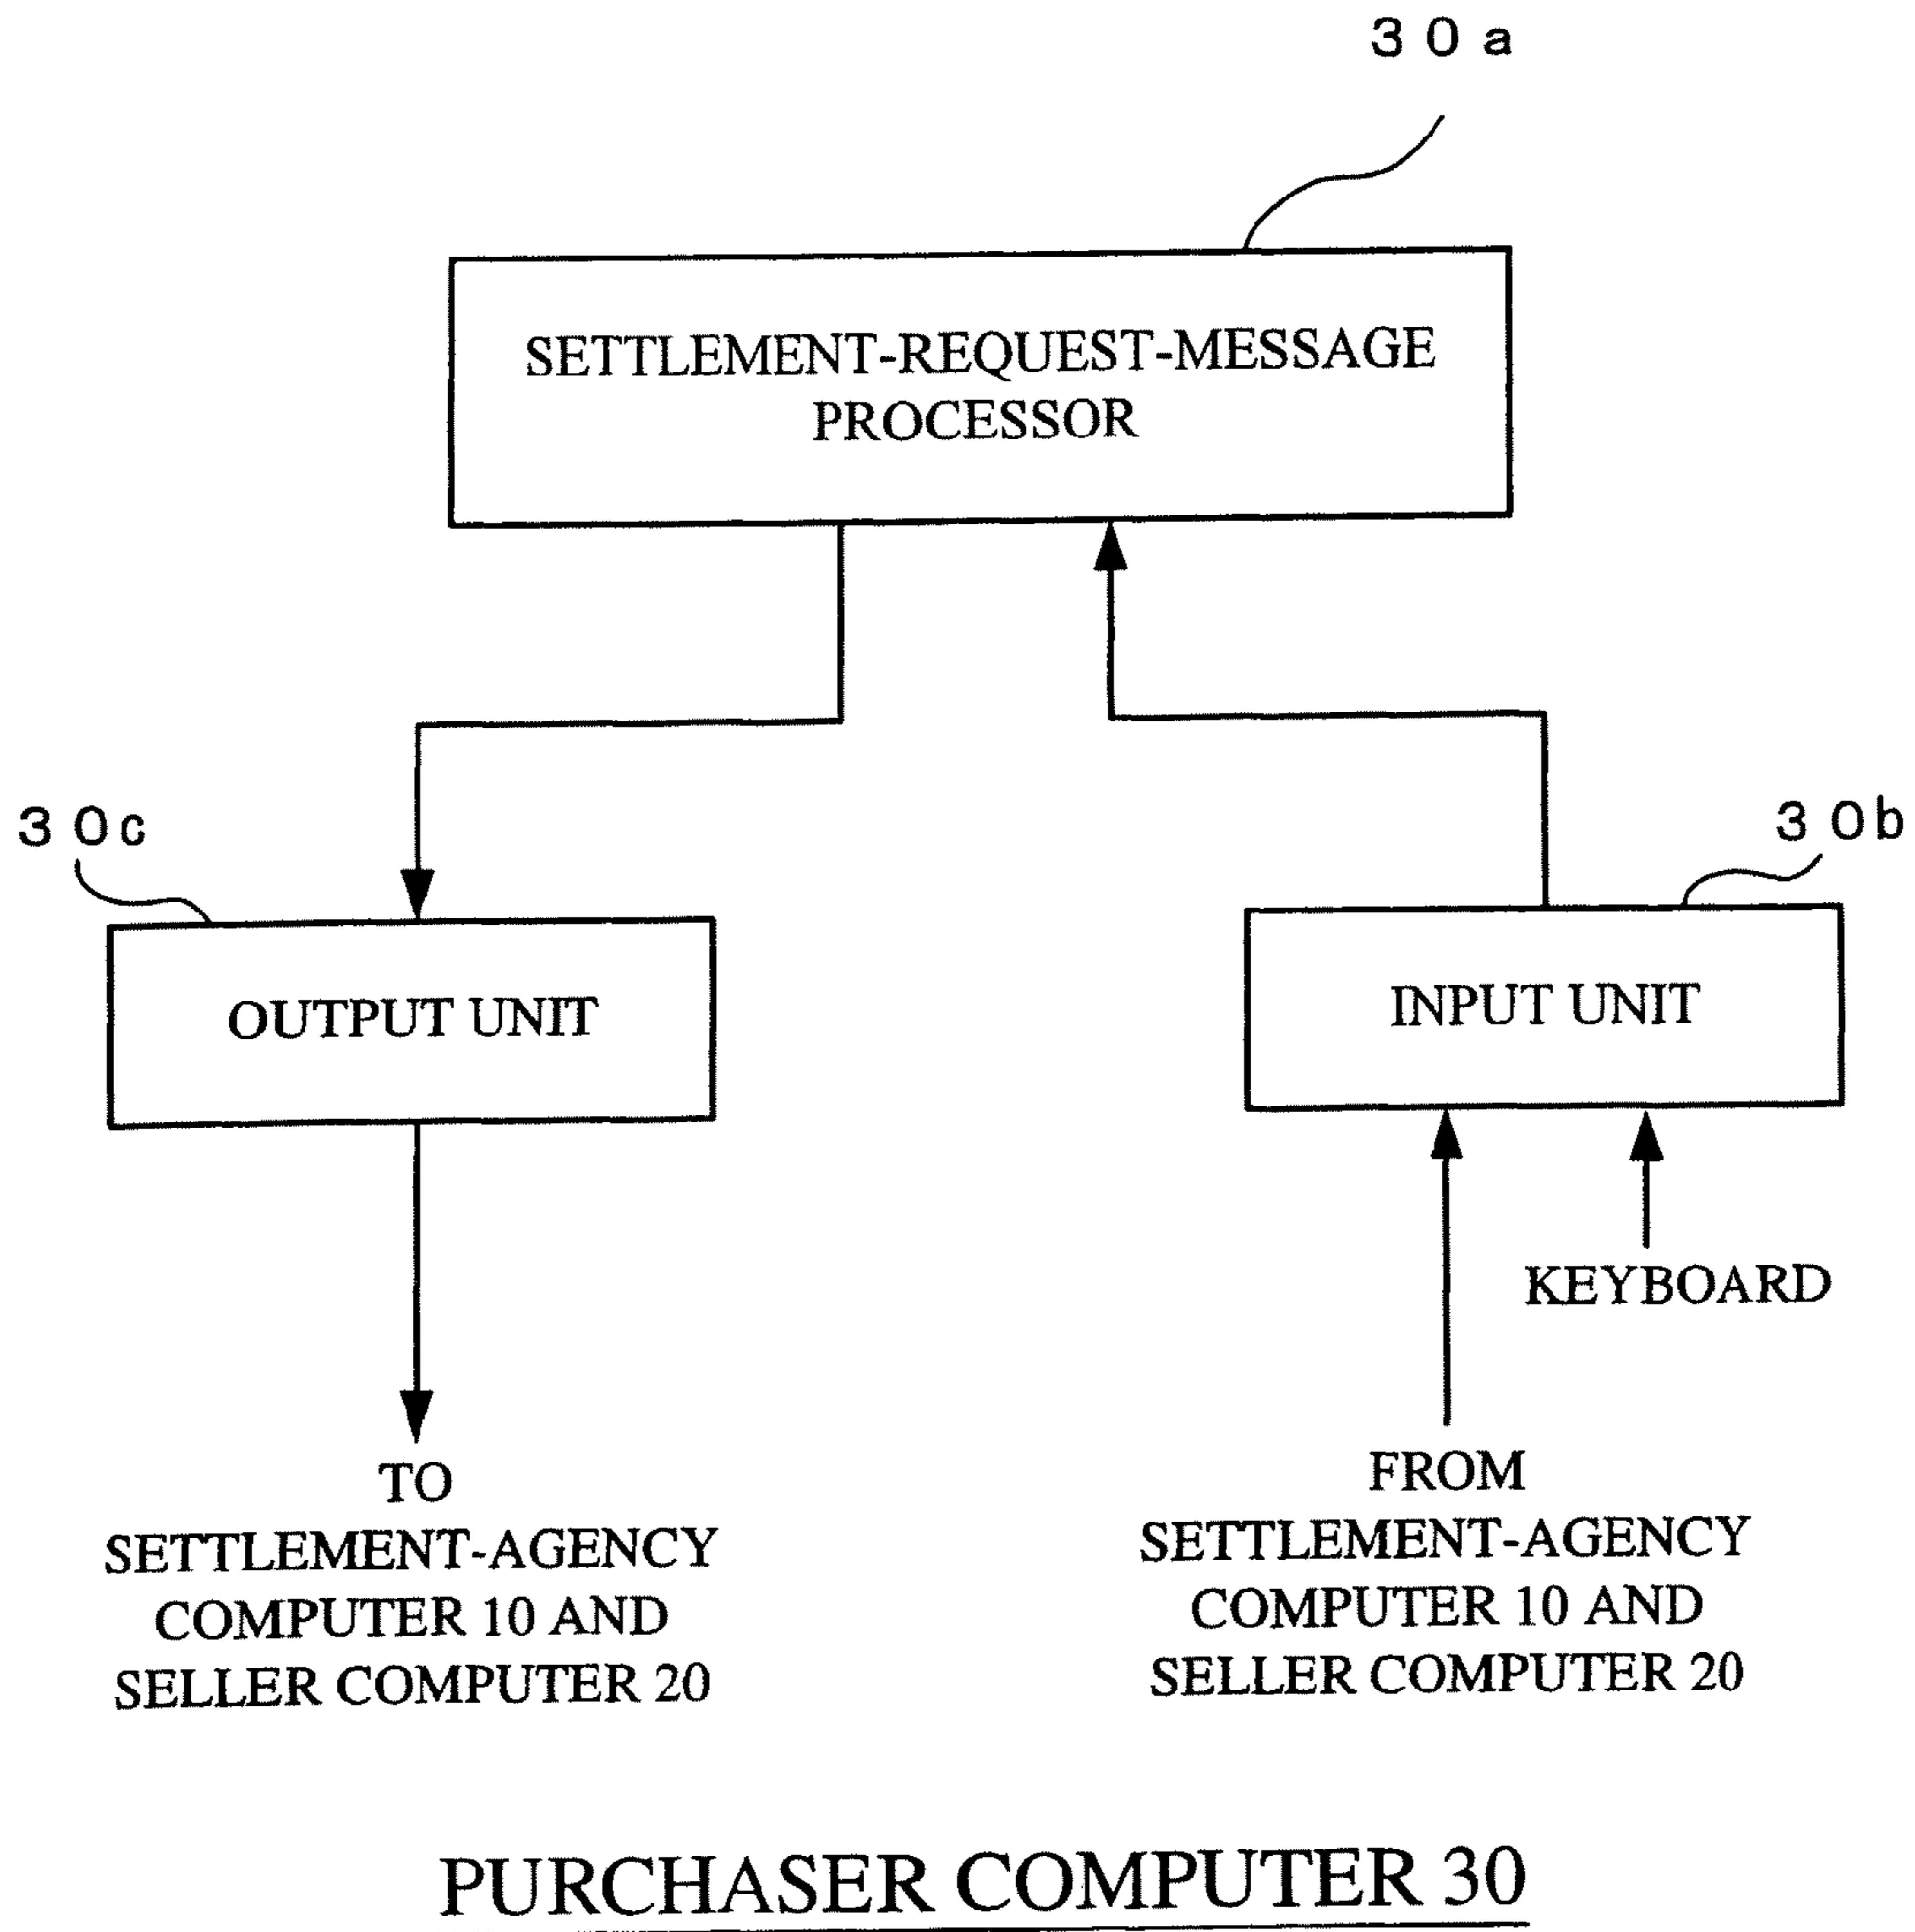 30a
SETTLEMENT-REQUEST-MESSAGE
PROCESSOR
30c
30b
OUTPUT UNIT
INPUT UNIT
KEYBOARD
TO
SETTLEMENT-AGENCY
COMPUTER 10 AND
SELLER COMPUTER 20
FROM
SETTLEMENT-AGENCY
COMPUTER 10 AND
SELLER COMPUTER 20
PURCHASER COMPUTER 30